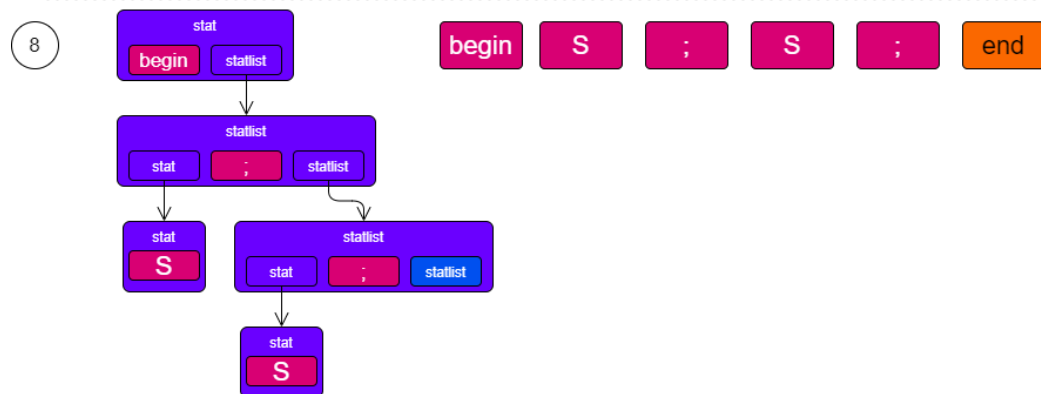 8
stat
begin statlist
begin S ; S ; end
statlist
stat ; statlist
stat
S
statlist
stat ; statlist
stat
S